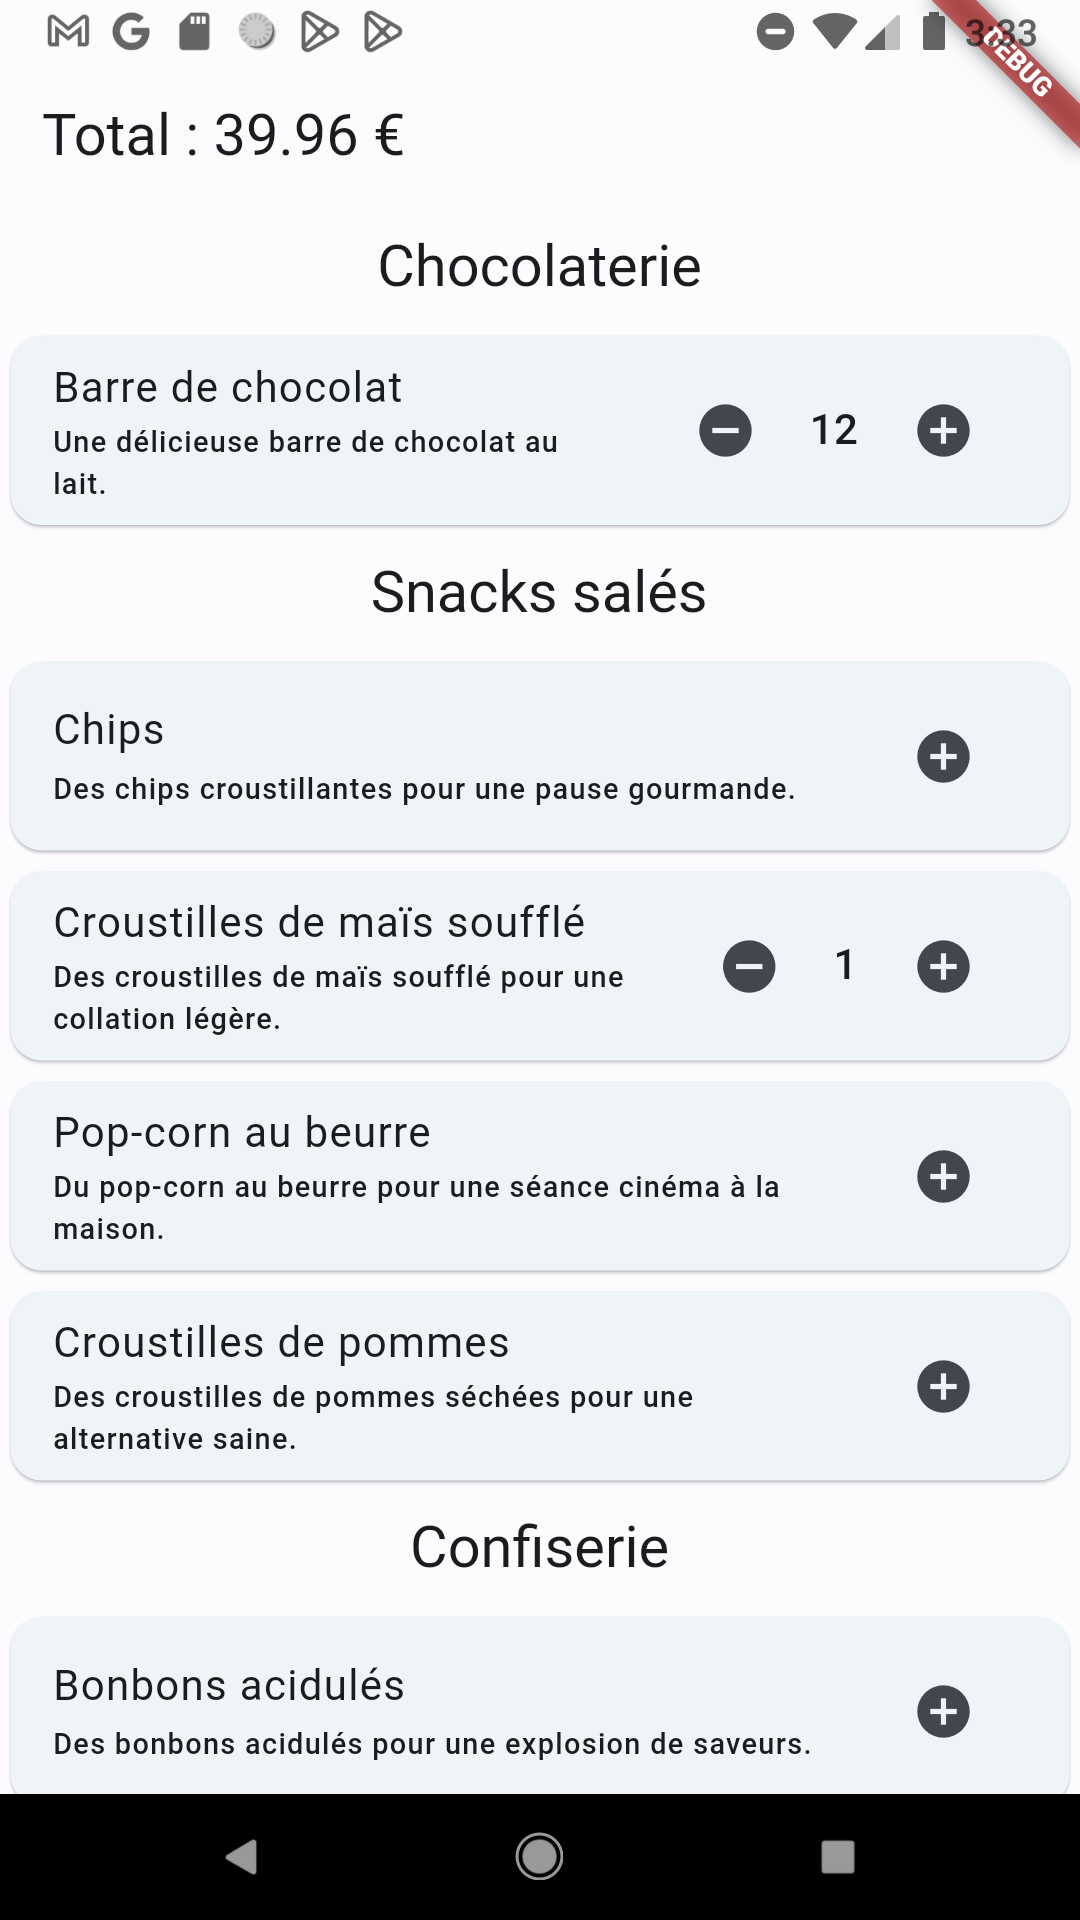 3:33
DEBUG
Total : 39.96 €
Chocolaterie
Barre de chocolat
Une délicieuse barre de chocolat au
lait.
12
Snacks salés
Chips
Des chips croustillantes pour une pause gourmande.
Croustilles de maïs soufflé
Des croustilles de maïs soufflé pour une
collation légère.
1
Pop-corn au beurre
Du pop-corn au beurre pour une séance cinéma à la
maison.
Croustilles de pommes
Des croustilles de pommes séchées pour une
alternative saine.
Confiserie
Bonbons acidulés
Des bonbons acidulés pour une explosion de saveurs.